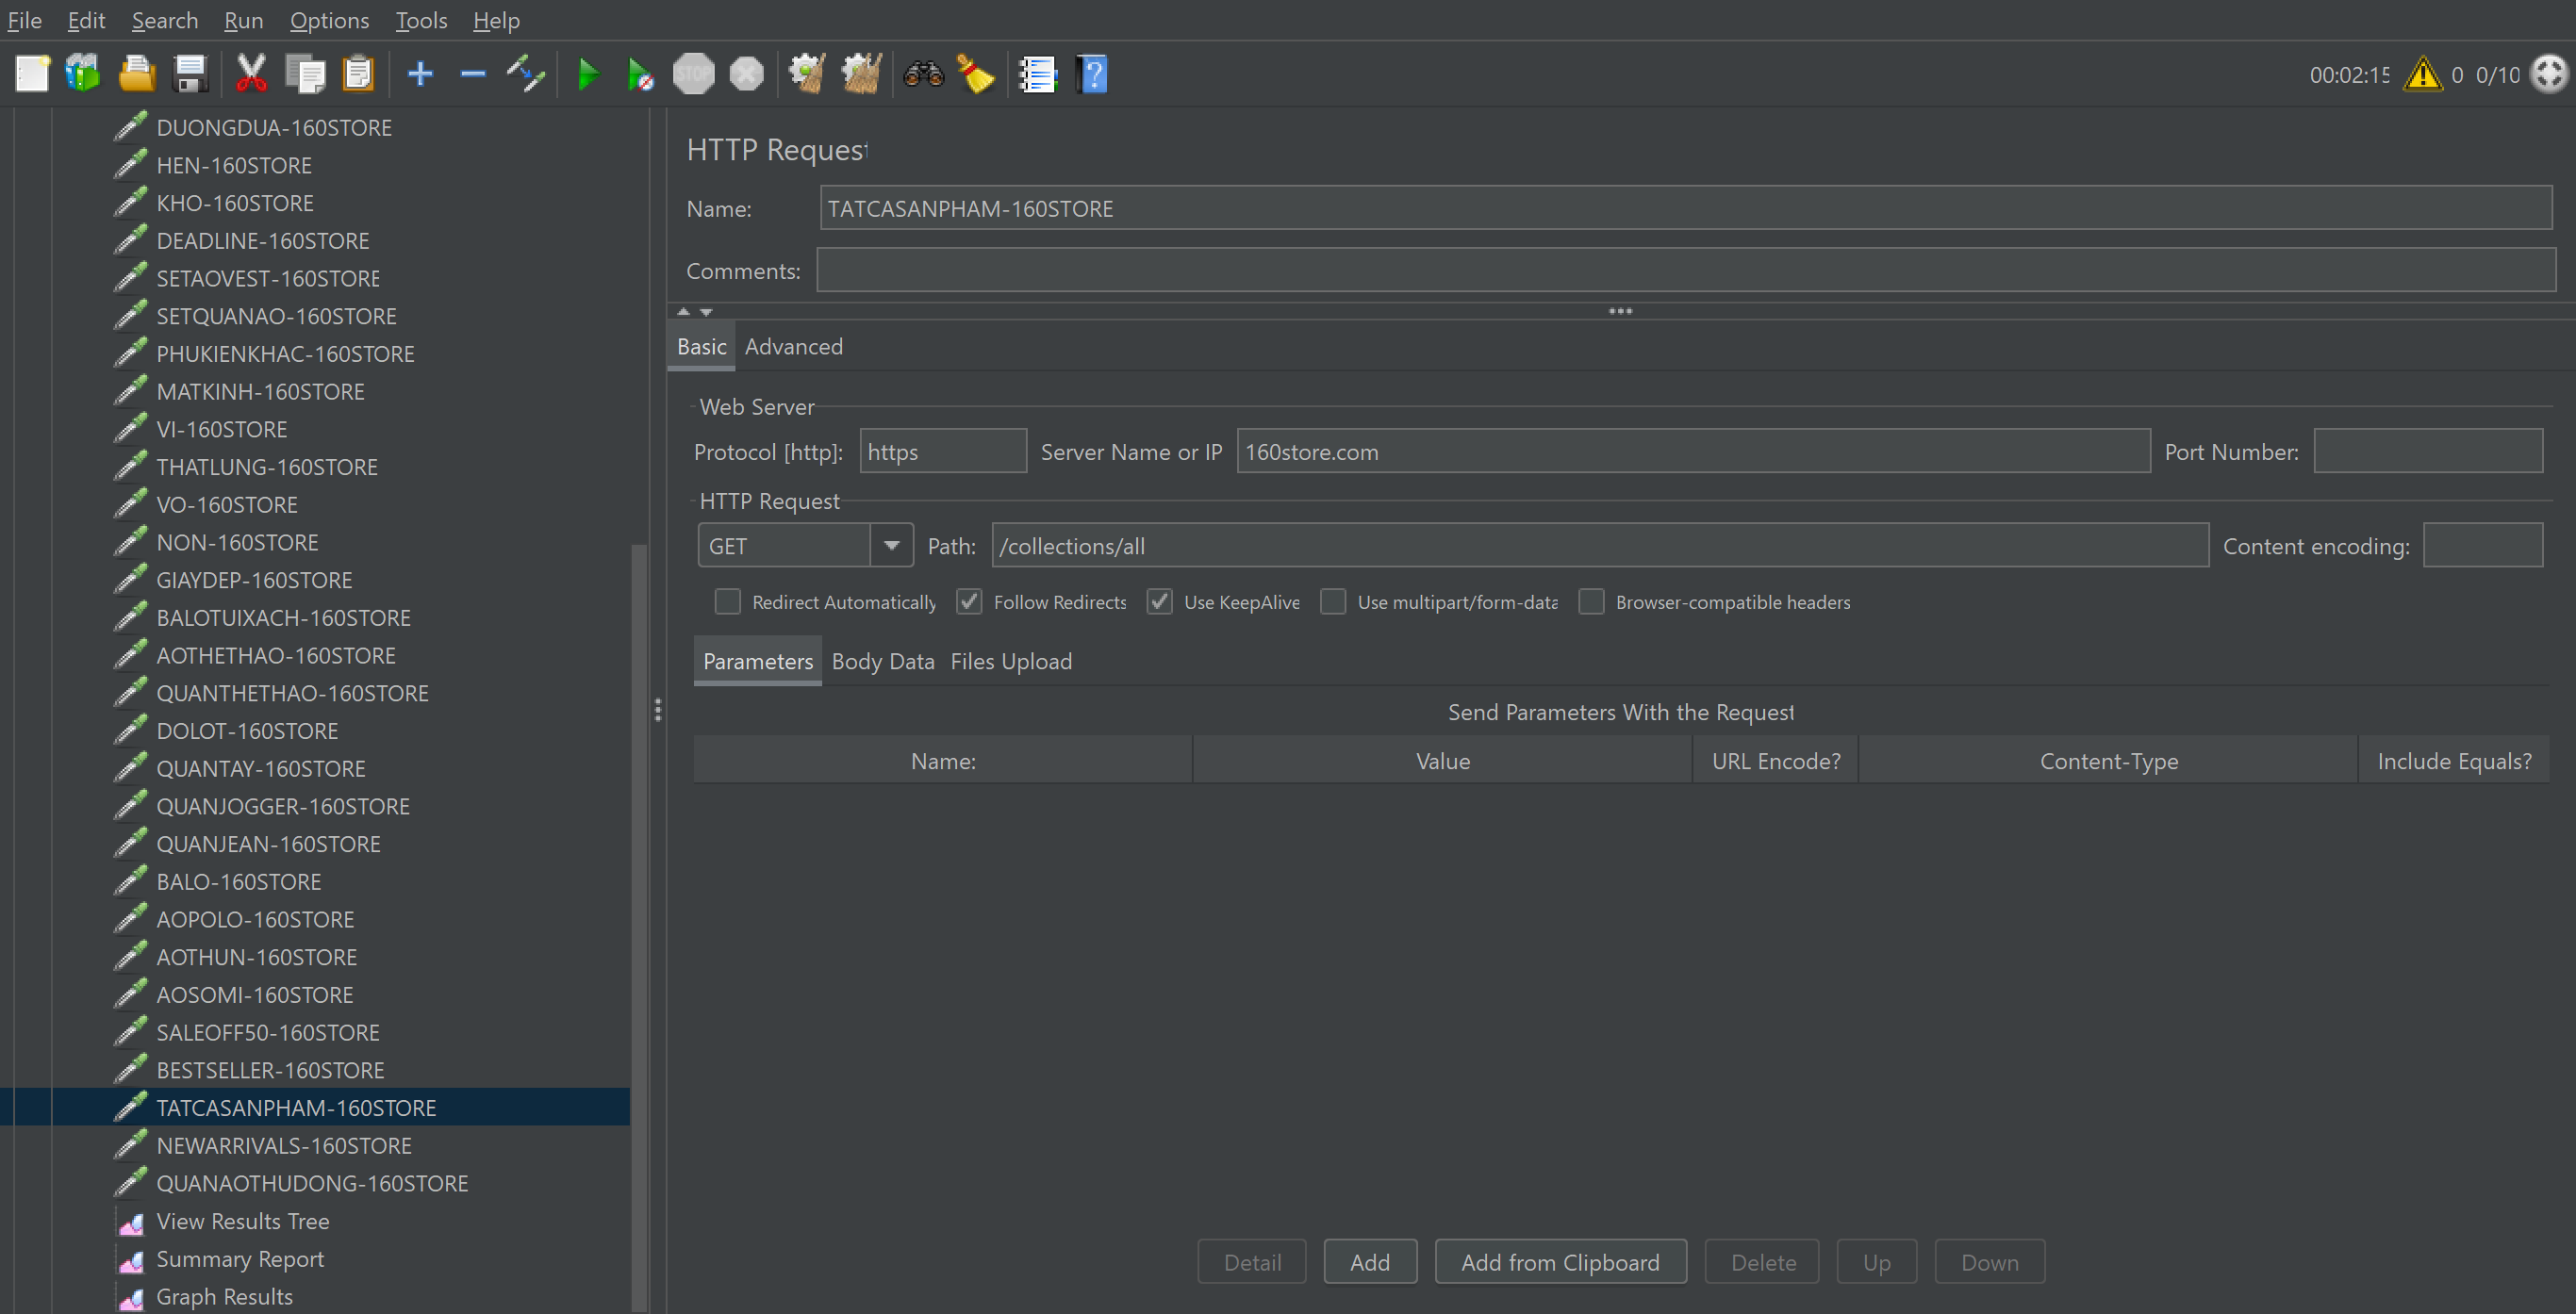 File Edit Search Run Options Tools Help
STOP
00:02:15 0 0/10
DUONGDUA-160STORE
HEN-160STORE
KHO-160STORE
DEADLINE-160STORE
SETAOVEST-160STORE
SETQUANAO-160STORE
PHUKIENKHAC-160STORE
MATKINH-160STORE
VI-160STORE
THATLUNG-160STORE
VO-160STORE
NON-160STORE
GIAYDEP-160STORE
BALOTUIXACH-160STORE
AOTHETHAO-160STORE
QUANTHETHAO-160STORE
DOLOT-160STORE
QUANTAY-160STORE
QUANJOGGER-160STORE
QUANJEAN-160STORE
BALO-160STORE
AOPOLO-160STORE
AOTHUN-160STORE
AOSOMI-160STORE
SALEOFF50-160STORE
BESTSELLER-160STORE
TATCASANPHAM-160STORE
NEWARRIVALS-160STORE
QUANAOTHUDONG-160STORE
View Results Tree
Summary Report
Graph Results
HTTP Request
Name: TATCASANPHAM-160STORE
Comments:
Basic Advanced
Web Server
Protocol [http]: https Server Name or IP 160store.com Port Number:
HTTP Request
GET Path: /collections/all Content encoding:
Redirect Automatically Follow Redirects Use KeepAlive Use multipart/form-data Browser-compatible headers
Parameters Body Data Files Upload
Send Parameters With the Request
Name: Value URL Encode? Content-Type Include Equals?
Detail Add Add from Clipboard Delete Up Down